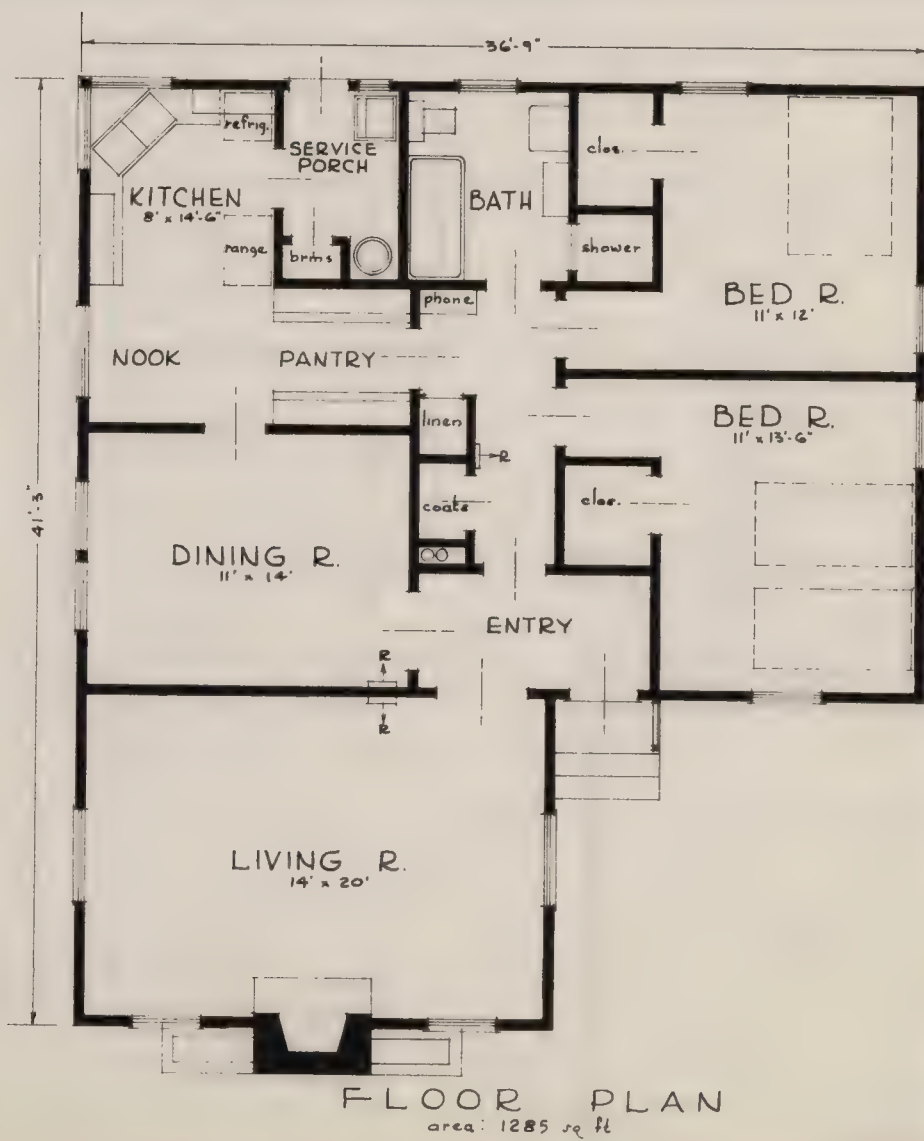 36'-9"
refrig.
SERVICE
PORCH
clos.
KITCHEN
8' x 14'-6"
BATH
range
brms
shower
phone
BED R.
11' x 12'
NOOK
PANTRY
linen
BED R.
11' x 13'-6"
R
41'-3"
coats
clos.
DINING R.
11' x 14'
ENTRY
R
R
LIVING R.
14' x 20'
FLOOR PLAN
area: 1285 sq ft